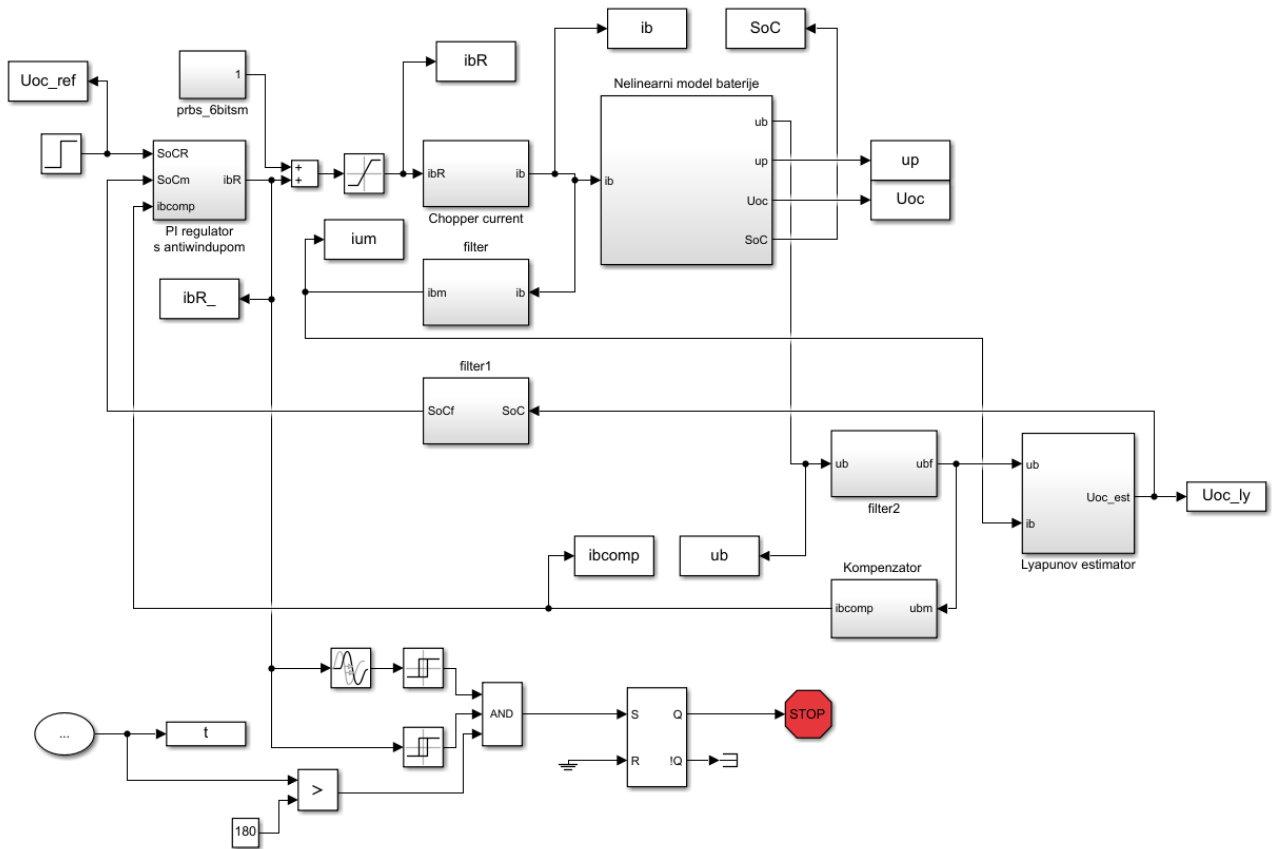 ib
SoC
ibR
Uoc_ref
1
prbs_6bitsm
Nelinearni model baterije
ub
up
Uoc
SoC
ib
up
Uoc
SoCR
SoCm
ibcomp
ibR
PI regulator
s antiwindupom
+
+
ibR
ib
Chopper current
ium
filter
ibm
ib
ibR_
filter1
SoCf
SoC
ub
ubf
filter2
ub
ib
Uoc_est
Lyapunov estimator
Uoc_ly
ibcomp
ub
Kompenzator
ibcomp
ubm
AND
S
R
Q
!Q
STOP
...
t
>
180